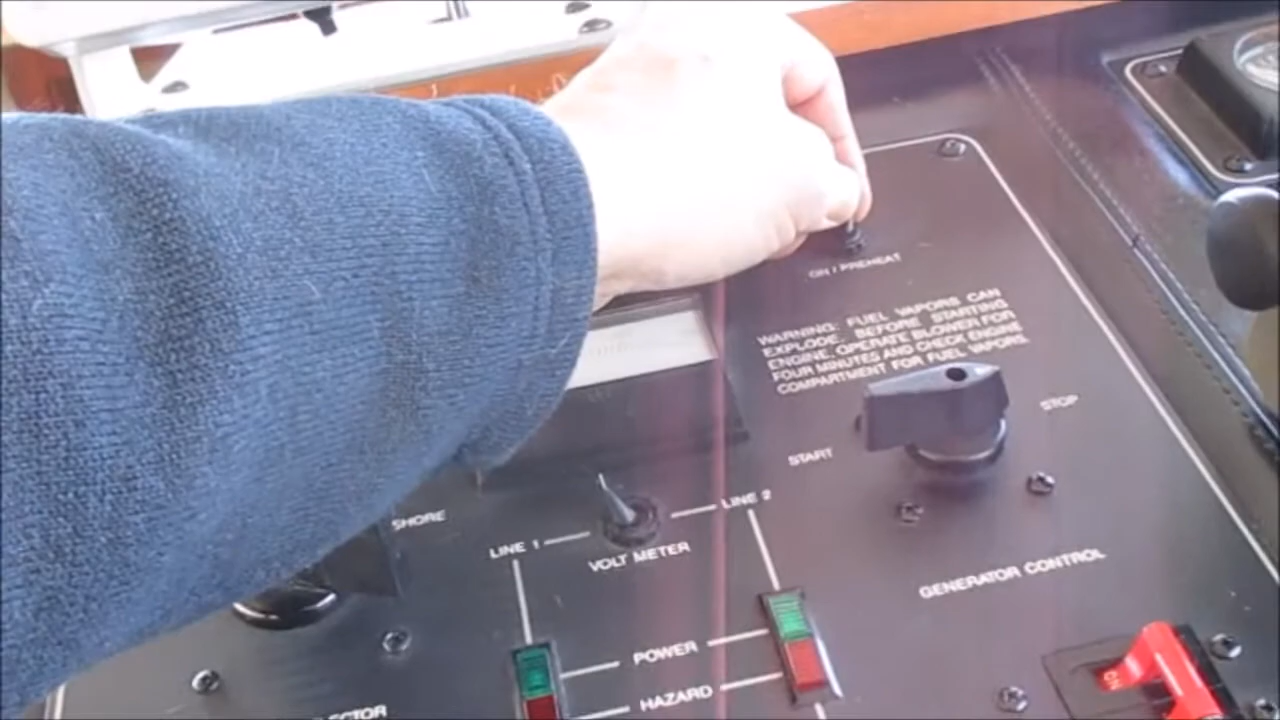 ON / PREHEAT
WARNING: FUEL VAPORS CAN
EXPLODE. BEFORE STARTING
ENGINE OPERATE BLOWER FOR
FOUR MINUTES AND CHECK ENGINE
COMPARTMENT FOR FUEL VAPORS.
STOP
START
SHORE
LINE 1
LINE 2
VOLT METER
GENERATOR CONTROL
POWER
HAZARD